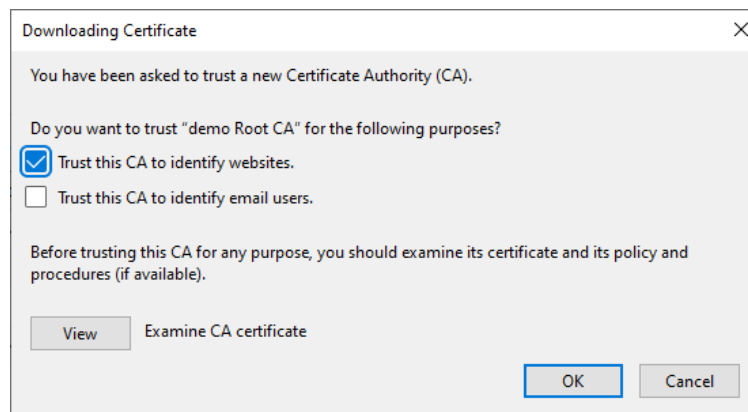 Downloading Certificate
You have been asked to trust a new Certificate Authority (CA).
Do you want to trust “demo Root CA” for the following purposes?
Trust this CA to identify websites.
Trust this CA to identify email users.
Before trusting this CA for any purpose, you should examine its certificate and its policy and
procedures (if available).
View Examine CA certificate
OK Cancel